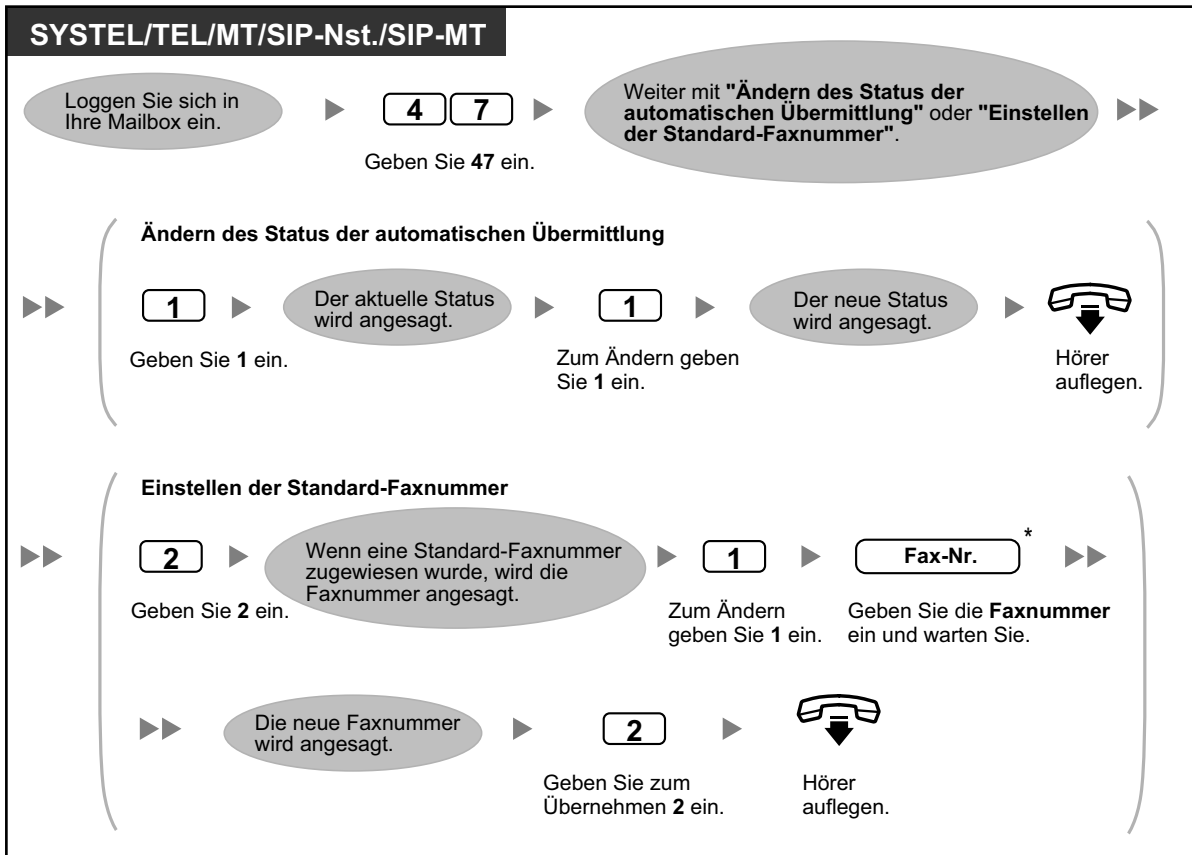 SYSTEL/TEL/MT/SIP-Nst./SIP-MT
Loggen Sie sich in
Ihre Mailbox ein.
4 7
Geben Sie 47 ein.
Weiter mit "Ändern des Status der
automatischen Übermittlung" oder "Einstellen
der Standard-Faxnummer".
Ändern des Status der automatischen Übermittlung
1
Geben Sie 1 ein.
Der aktuelle Status
wird angesagt.
1
Zum Ändern geben
Sie 1 ein.
Der neue Status
wird angesagt.
Hörer
auflegen.
Einstellen der Standard-Faxnummer
2
Geben Sie 2 ein.
Wenn eine Standard-Faxnummer
zugewiesen wurde, wird die
Faxnummer angesagt.
1
Zum Ändern
geben Sie 1 ein.
Fax-Nr. *
Geben Sie die Faxnummer
ein und warten Sie.
Die neue Faxnummer
wird angesagt.
2
Geben Sie zum
Übernehmen 2 ein.
Hörer
auflegen.